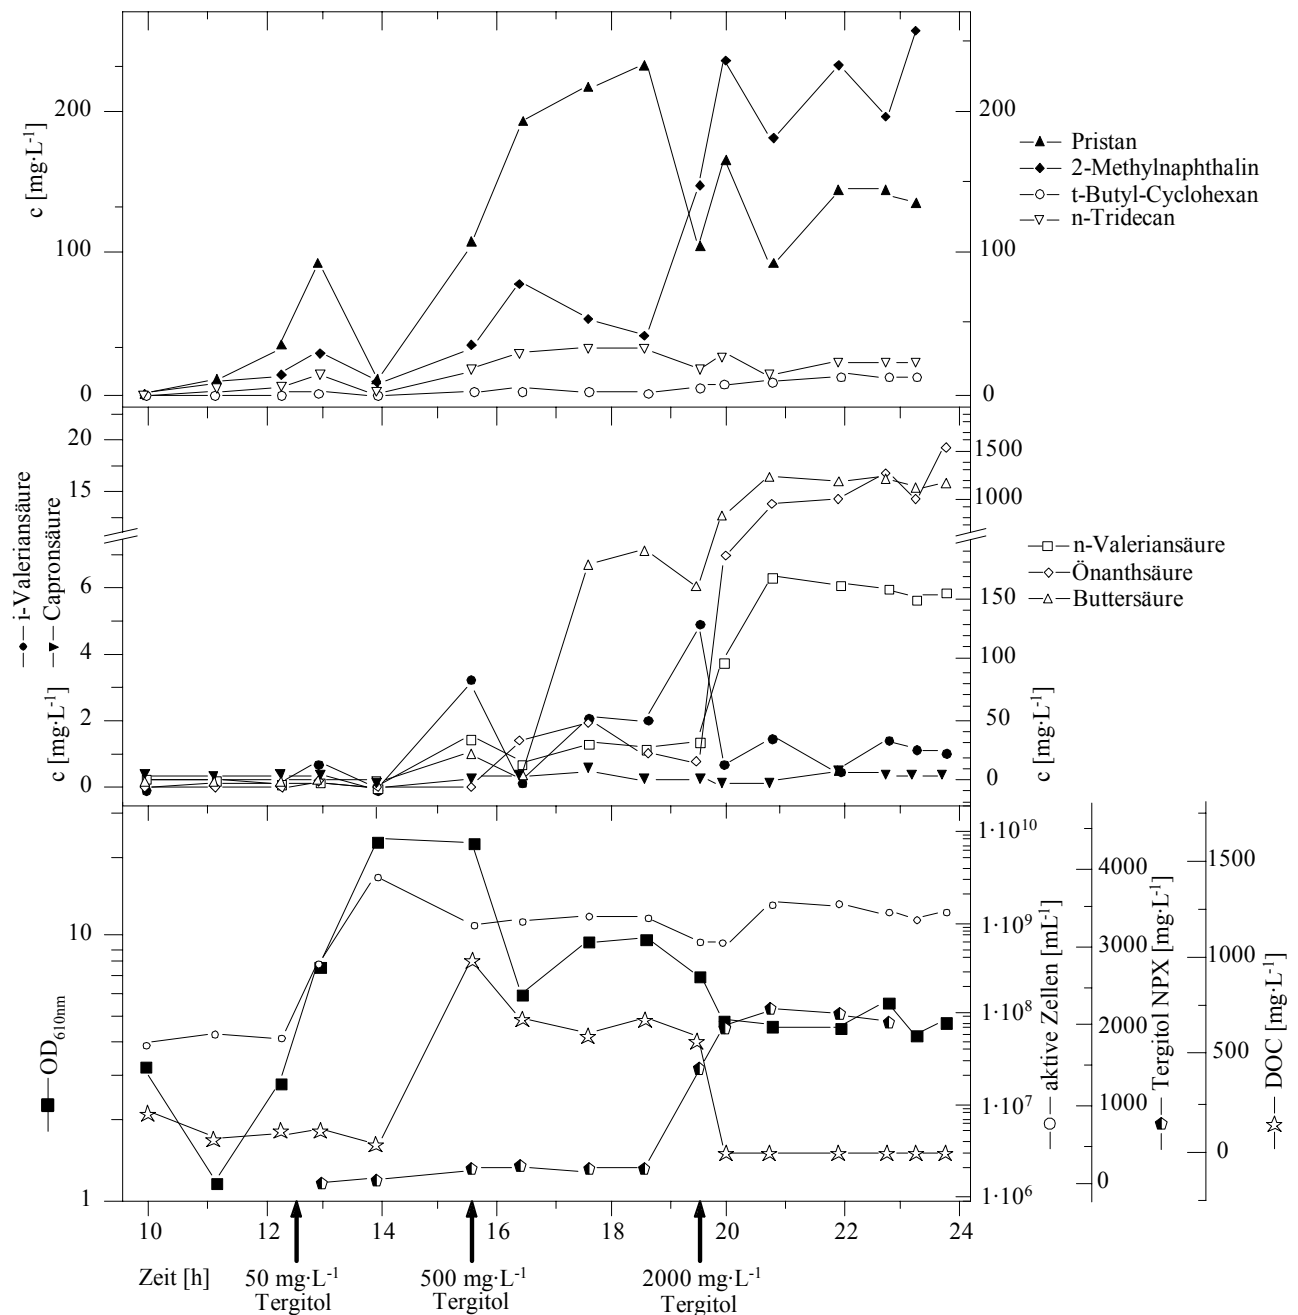 200
100
0
c [mg·L⁻¹]
200
100
0
Pristan
2-Methylnaphthalin
t-Butyl-Cyclohexan
n-Tridecan
20
15
6
4
2
0
i-Valeriansäure
Capronsäure
c [mg·L⁻¹]
1500
1000
150
100
50
0
c [mg·L⁻¹]
n-Valeriansäure
Önanthsäure
Buttersäure
10
1
OD610nm
1·10¹⁰
1·10⁹
1·10⁸
1·10⁷
1·10⁶
aktive Zellen [mL⁻¹]
4000
3000
2000
1000
0
Tergitol NPX [mg·L⁻¹]
1500
1000
500
0
DOC [mg·L⁻¹]
10 12 14 16 18 20 22 24
Zeit [h]
50 mg·L⁻¹
Tergitol
500 mg·L⁻¹
Tergitol
2000 mg·L⁻¹
Tergitol